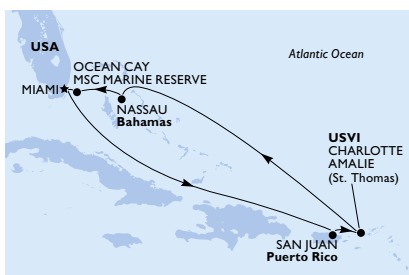 USA
Atlantic Ocean
OCEAN CAY
MSC MARINE RESERVE
MIAMI
NASSAU
Bahamas
USVI
CHARLOTTE
AMALIE
(St. Thomas)
SAN JUAN
Puerto Rico